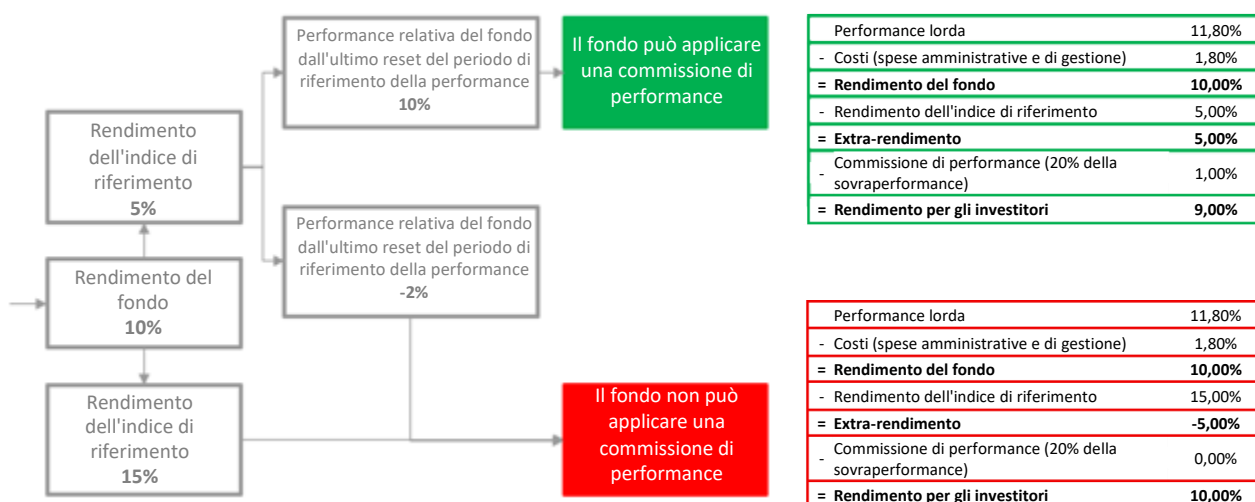 Performance relativa del fondo
dall'ultimo reset del periodo di
riferimento della performance
10%
Il fondo può applicare
una commissione di
performance
Rendimento
dell'indice di
riferimento
5%
Performance relativa del fondo
dall'ultimo reset del periodo di
riferimento della performance
-2%
Rendimento del
fondo
10%
Rendimento
dell'indice di
riferimento
15%
Il fondo non può
applicare una
commissione di
performance
Performance lorda 11,80%
- Costi (spese amministrative e di gestione) 1,80%
= Rendimento del fondo 10,00%
- Rendimento dell'indice di riferimento 5,00%
= Extra-rendimento 5,00%
- Commissione di performance (20% della
sovraperformance) 1,00%
= Rendimento per gli investitori 9,00%
Performance lorda 11,80%
- Costi (spese amministrative e di gestione) 1,80%
= Rendimento del fondo 10,00%
- Rendimento dell'indice di riferimento 15,00%
= Extra-rendimento -5,00%
- Commissione di performance (20% della
sovraperformance) 0,00%
= Rendimento per gli investitori 10,00%